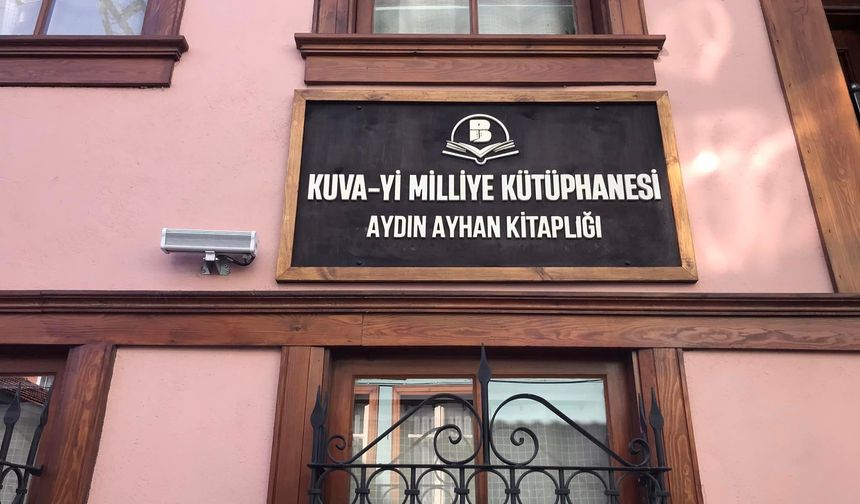 B
KUVA-Yİ MİLLİYE KÜTÜPHANESİ
AYDIN AYHAN KİTAPLIĞI